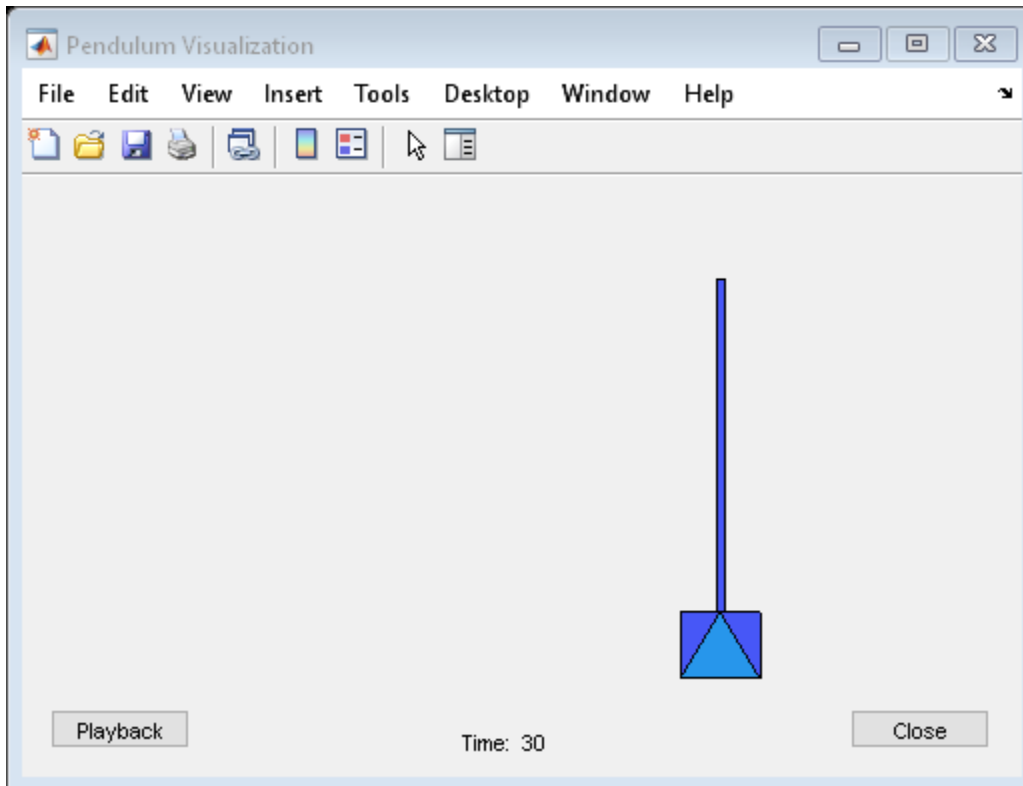 Pendulum Visualization
File Edit View Insert Tools Desktop Window Help
Playback
Time: 30
Close